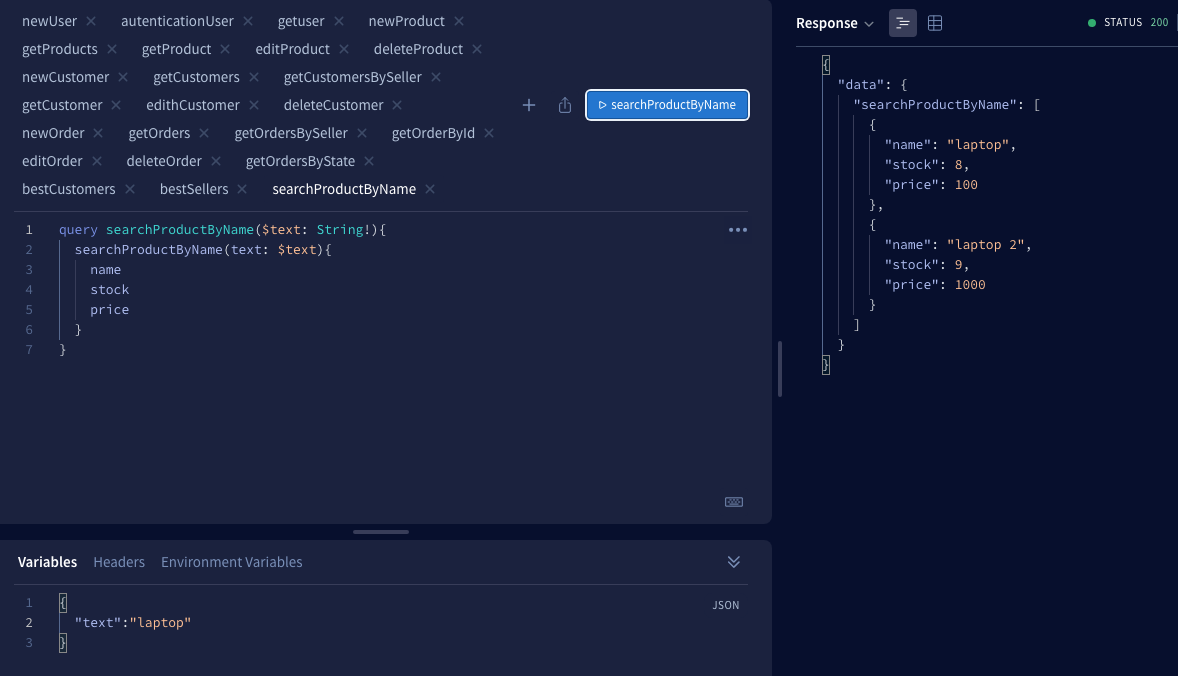 newUser autenticationUser getuser newProduct
getProducts getProduct editProduct deleteProduct
newCustomer getCustomers getCustomersBySeller
getCustomer edithCustomer deleteCustomer
newOrder getOrders getOrdersBySeller getOrderById
editOrder deleteOrder getOrdersByState
bestCustomers bestSellers searchProductByName
searchProductByName
1 query searchProductByName($text: String!){
2 searchProductByName(text: $text){
3 name
4 stock
5 price
6 }
7 }
Variables Headers Environment Variables
JSON
1 {
2 "text":"laptop"
3 }
Response STATUS 200
{
"data": {
"searchProductByName": [
{
"name": "laptop",
"stock": 8,
"price": 100
},
{
"name": "laptop 2",
"stock": 9,
"price": 1000
}
]
}
}